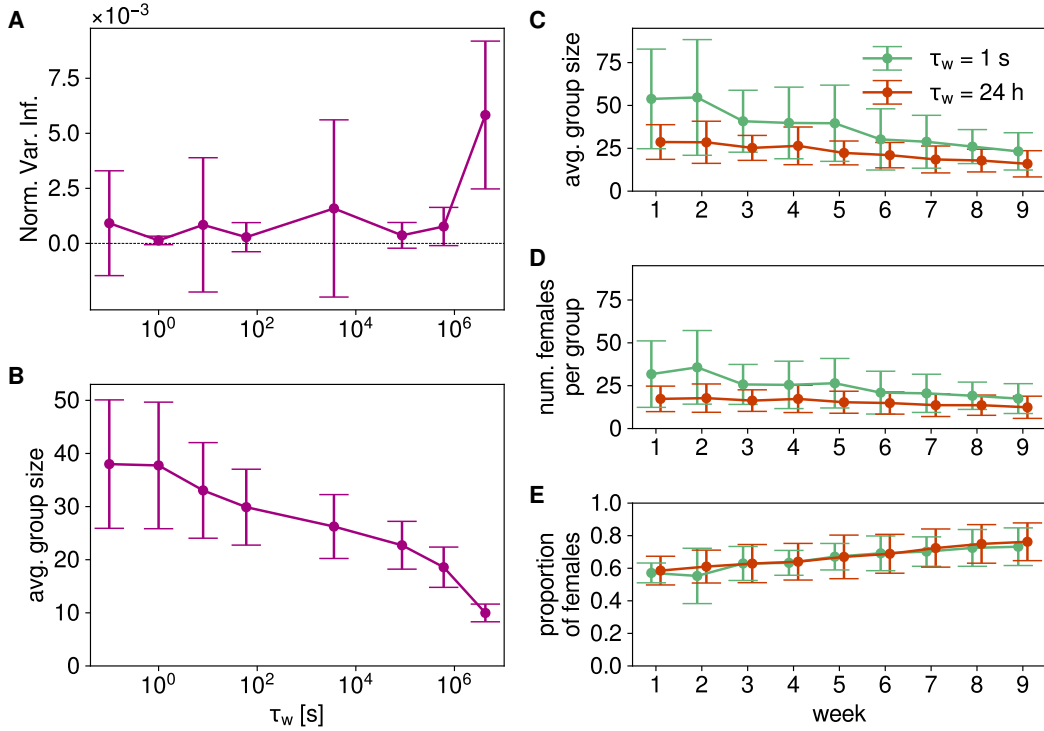 A
×10⁻³
Norm. Var. Inf.
7.5
5.0
2.5
0.0
10⁰
10²
10⁴
10⁶
B
avg. group size
50
40
30
20
10
0
10⁰
10²
10⁴
10⁶
τ_w [s]
C
avg. group size
75
50
25
0
τ_w = 1 s
τ_w = 24 h
1 2 3 4 5 6 7 8 9
D
num. females
per group
75
50
25
0
1 2 3 4 5 6 7 8 9
E
proportion
of females
1.0
0.8
0.6
0.4
0.2
0.0
1 2 3 4 5 6 7 8 9
week